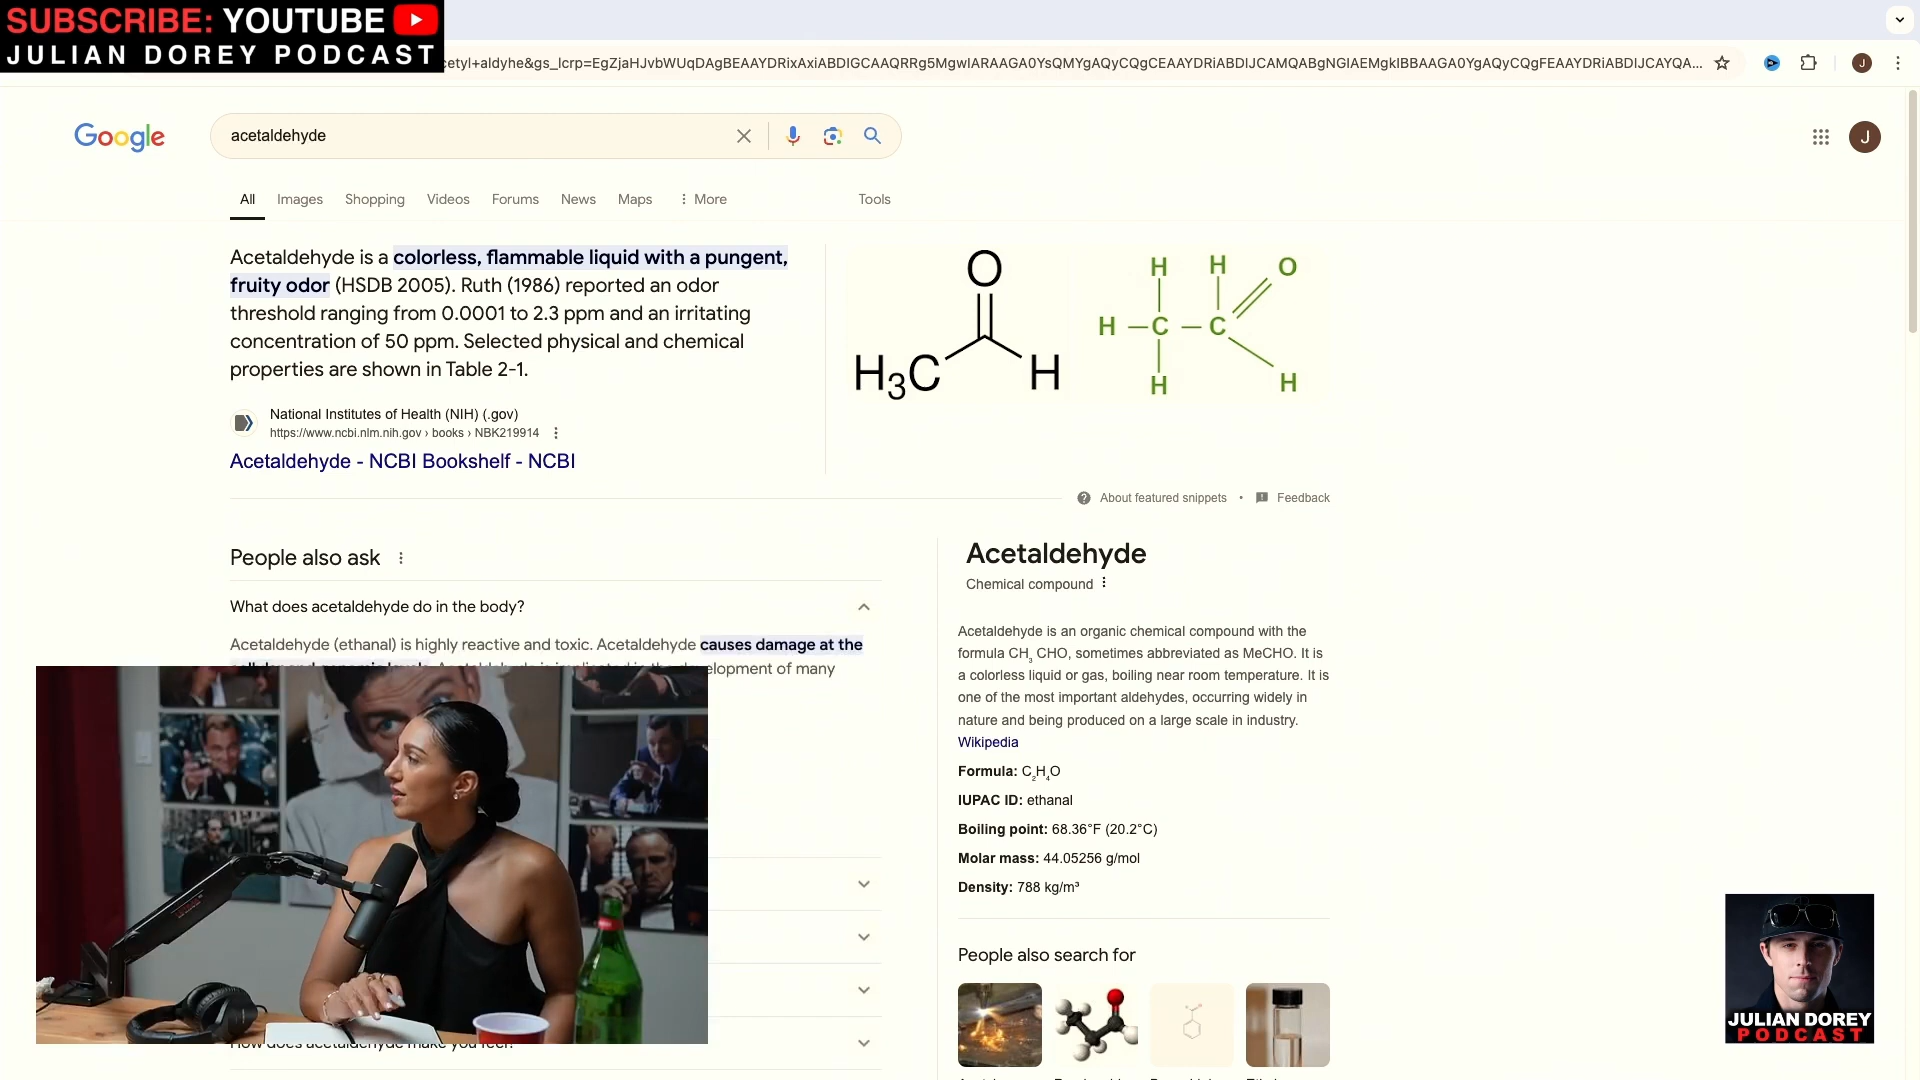 SUBSCRIBE: YOUTUBE
JULIAN DOREY PODCAST
cetyl+aldyhe&gs_lcrp=EgZjaHJvbWUqDAgBEAAYDRixAxiABDIGCAAQRRg5MgwIARAAGA0YsQMYgAQyCQgCEAAYDRiABDIJCAMQABgNGIAEMgkIBBAAGA0YgAQyCQgFEAAYDRiABDIJCAYQA...
J
Google
acetaldehyde
J
All Images Shopping Videos Forums News Maps More Tools
Acetaldehyde is a colorless, flammable liquid with a pungent,
fruity odor (HSDB 2005). Ruth (1986) reported an odor
threshold ranging from 0.0001 to 2.3 ppm and an irritating
concentration of 50 ppm. Selected physical and chemical
properties are shown in Table 2-1.
O
H₃C H
H H O
H C C
H H
National Institutes of Health (NIH) (.gov)
https://www.ncbi.nlm.nih.gov › books › NBK219914
Acetaldehyde - NCBI Bookshelf - NCBI
About featured snippets • Feedback
People also ask
What does acetaldehyde do in the body?
Acetaldehyde (ethanal) is highly reactive and toxic. Acetaldehyde causes damage at the
elopment of many
How does acetaldehyde make you feel?
Acetaldehyde
Chemical compound
Acetaldehyde is an organic chemical compound with the
formula CH₃ CHO, sometimes abbreviated as MeCHO. It is
a colorless liquid or gas, boiling near room temperature. It is
one of the most important aldehydes, occurring widely in
nature and being produced on a large scale in industry.
Wikipedia
Formula: C₂H₄O
IUPAC ID: ethanal
Boiling point: 68.36°F (20.2°C)
Molar mass: 44.05256 g/mol
Density: 788 kg/m³
People also search for
JULIAN DOREY
PODCAST